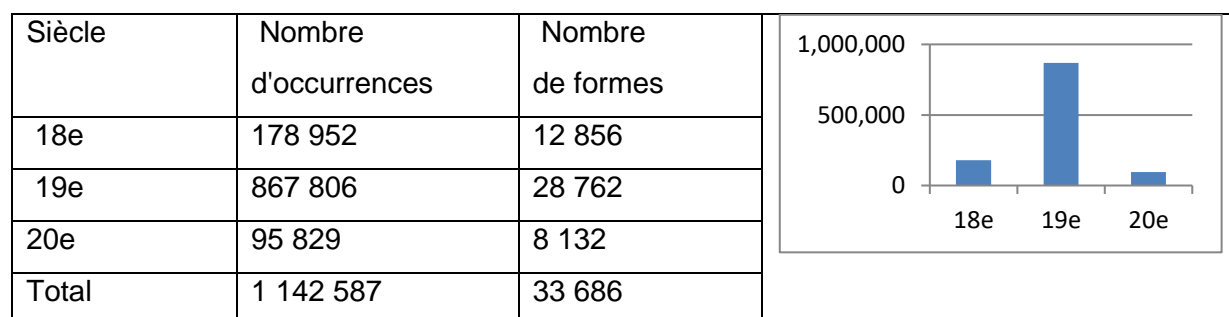 Siècle Nombre d'occurrences Nombre de formes
18e 178 952 12 856
19e 867 806 28 762
20e 95 829 8 132
Total 1 142 587 33 686
1,000,000
500,000
0
18e 19e 20e